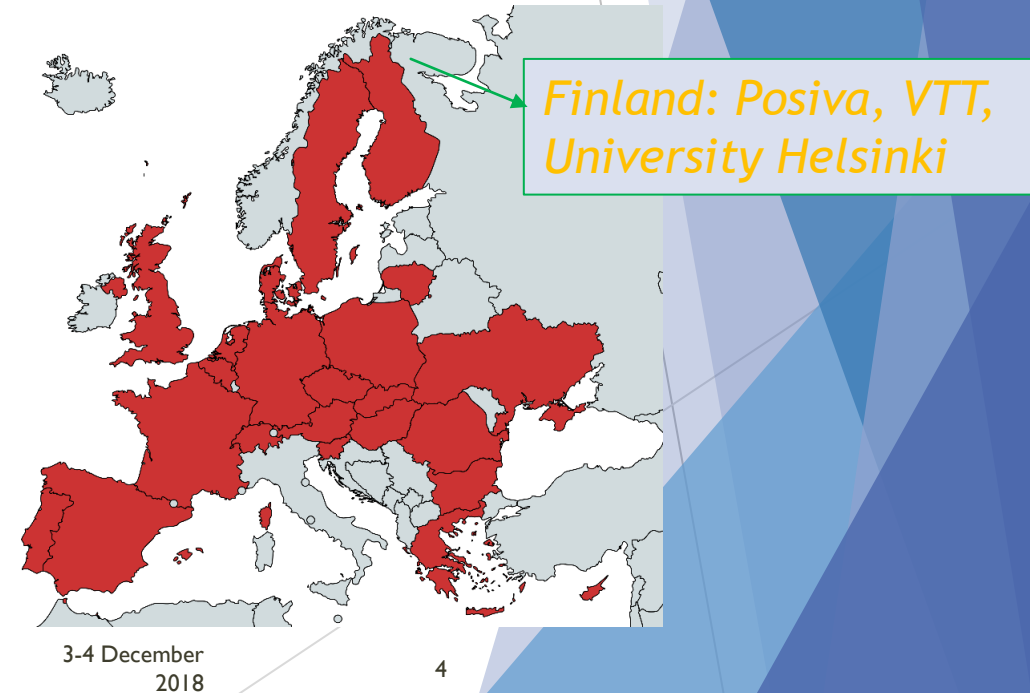 Finland: Posiva, VTT,
University Helsinki
3-4 December
2018
4